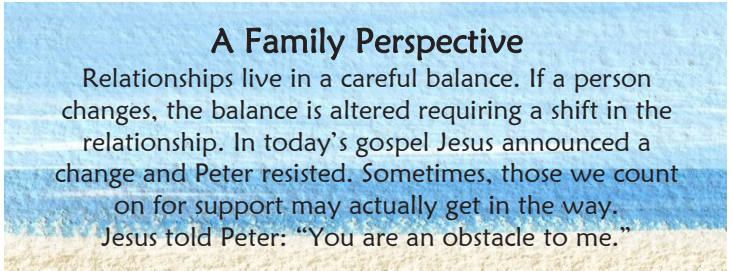 A Family Perspective
Relationships live in a careful balance. If a person
changes, the balance is altered requiring a shift in the
relationship. In today’s gospel Jesus announced a
change and Peter resisted. Sometimes, those we count
on for support may actually get in the way.
Jesus told Peter: “You are an obstacle to me.”